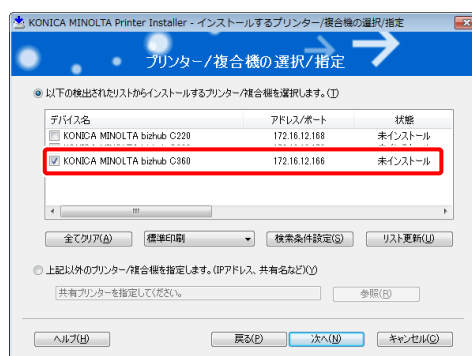 KONICA MINOLTA Printer Installer - インストールするプリンター/複合機の選択/指定
プリンター/複合機の選択/指定
以下の検出されたリストからインストールするプリンター/複合機を選択します。(T)
デバイス名 アドレス/ポート 状態
KONICA MINOLTA bizhub C220 172.16.12.168 未インストール
KONICA MINOLTA bizhub C360 172.16.12.166 未インストール
全てクリア(A) 標準印刷 検索条件設定(S) リスト更新(U)
上記以外のプリンター/複合機を指定します。(IPアドレス、共有名など)(Y)
共有プリンターを指定してください。 参照(R)
ヘルプ(H) 戻る(P) 次へ(N) キャンセル(C)